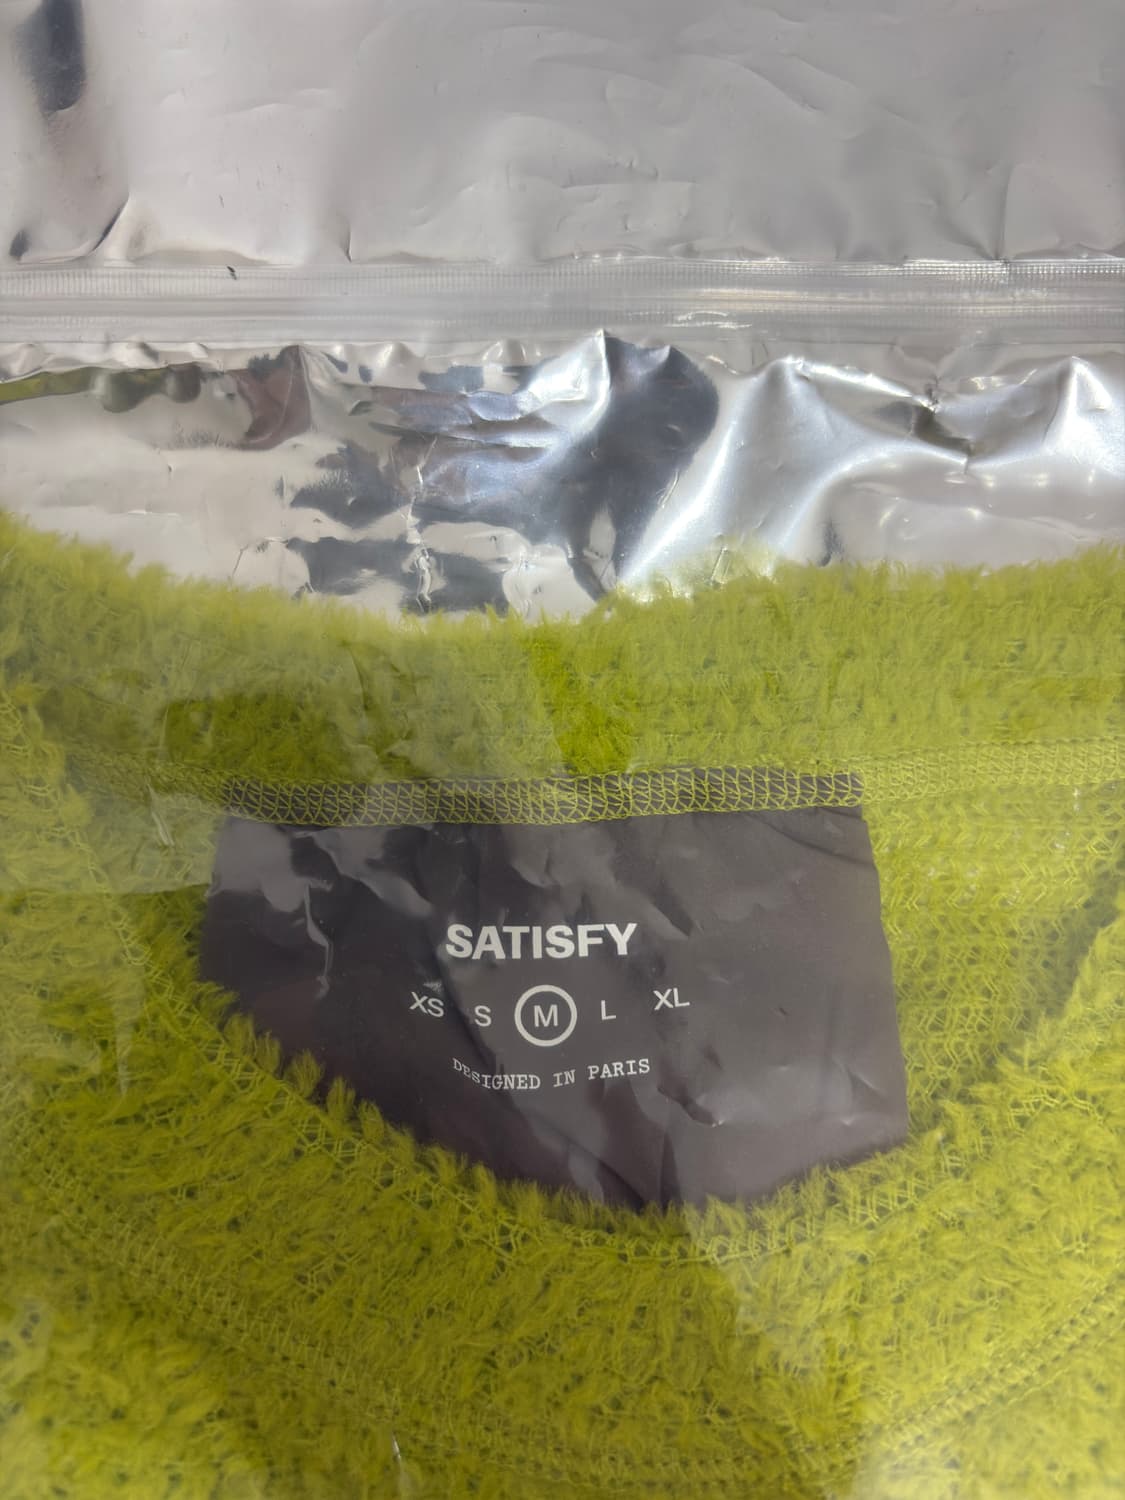 SATISFY
XS S M L XL
DESIGNED IN PARIS